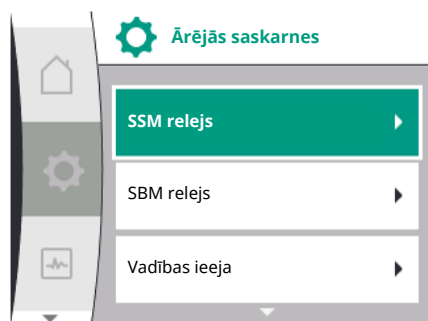 Ārējās saskarnes
SSM relejs
SBM relejs
Vadības ieeja